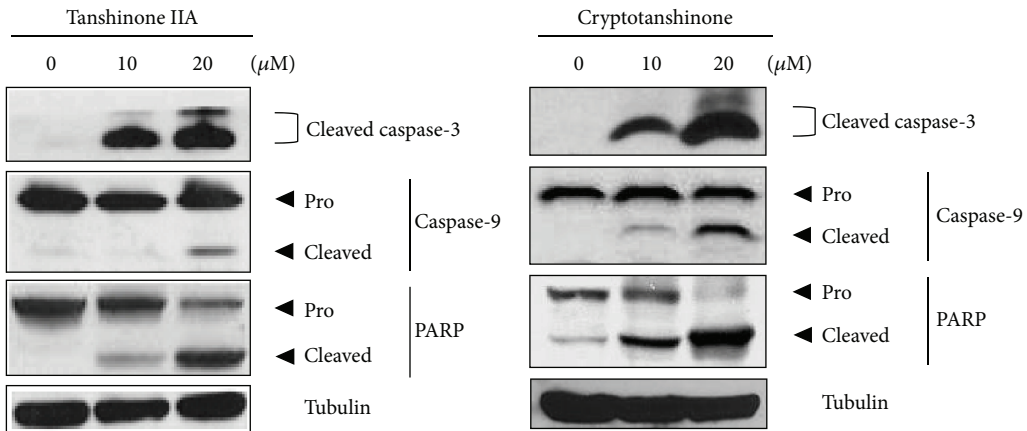 Tanshinone IIA
0 10 20 (μM)
Cleaved caspase-3
Pro
Caspase-9
Cleaved
Pro
PARP
Cleaved
Tubulin
Cryptotanshinone
0 10 20 (μM)
Cleaved caspase-3
Pro
Caspase-9
Cleaved
Pro
PARP
Cleaved
Tubulin